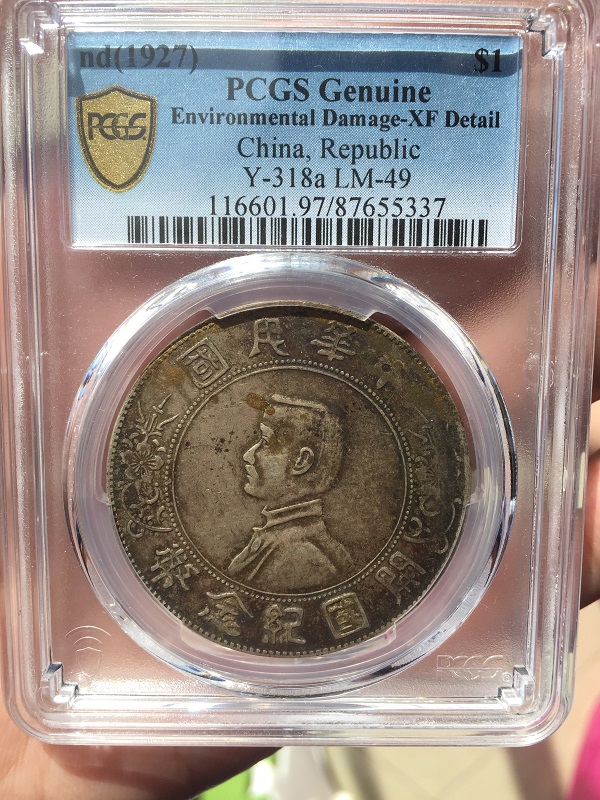 nd(1927) $1
PCGS Genuine
PCGS
Environmental Damage-XF Detail
China, Republic
Y-318a LM-49
116601.97/87655337
國民華中
幣念紀國開
PCGS